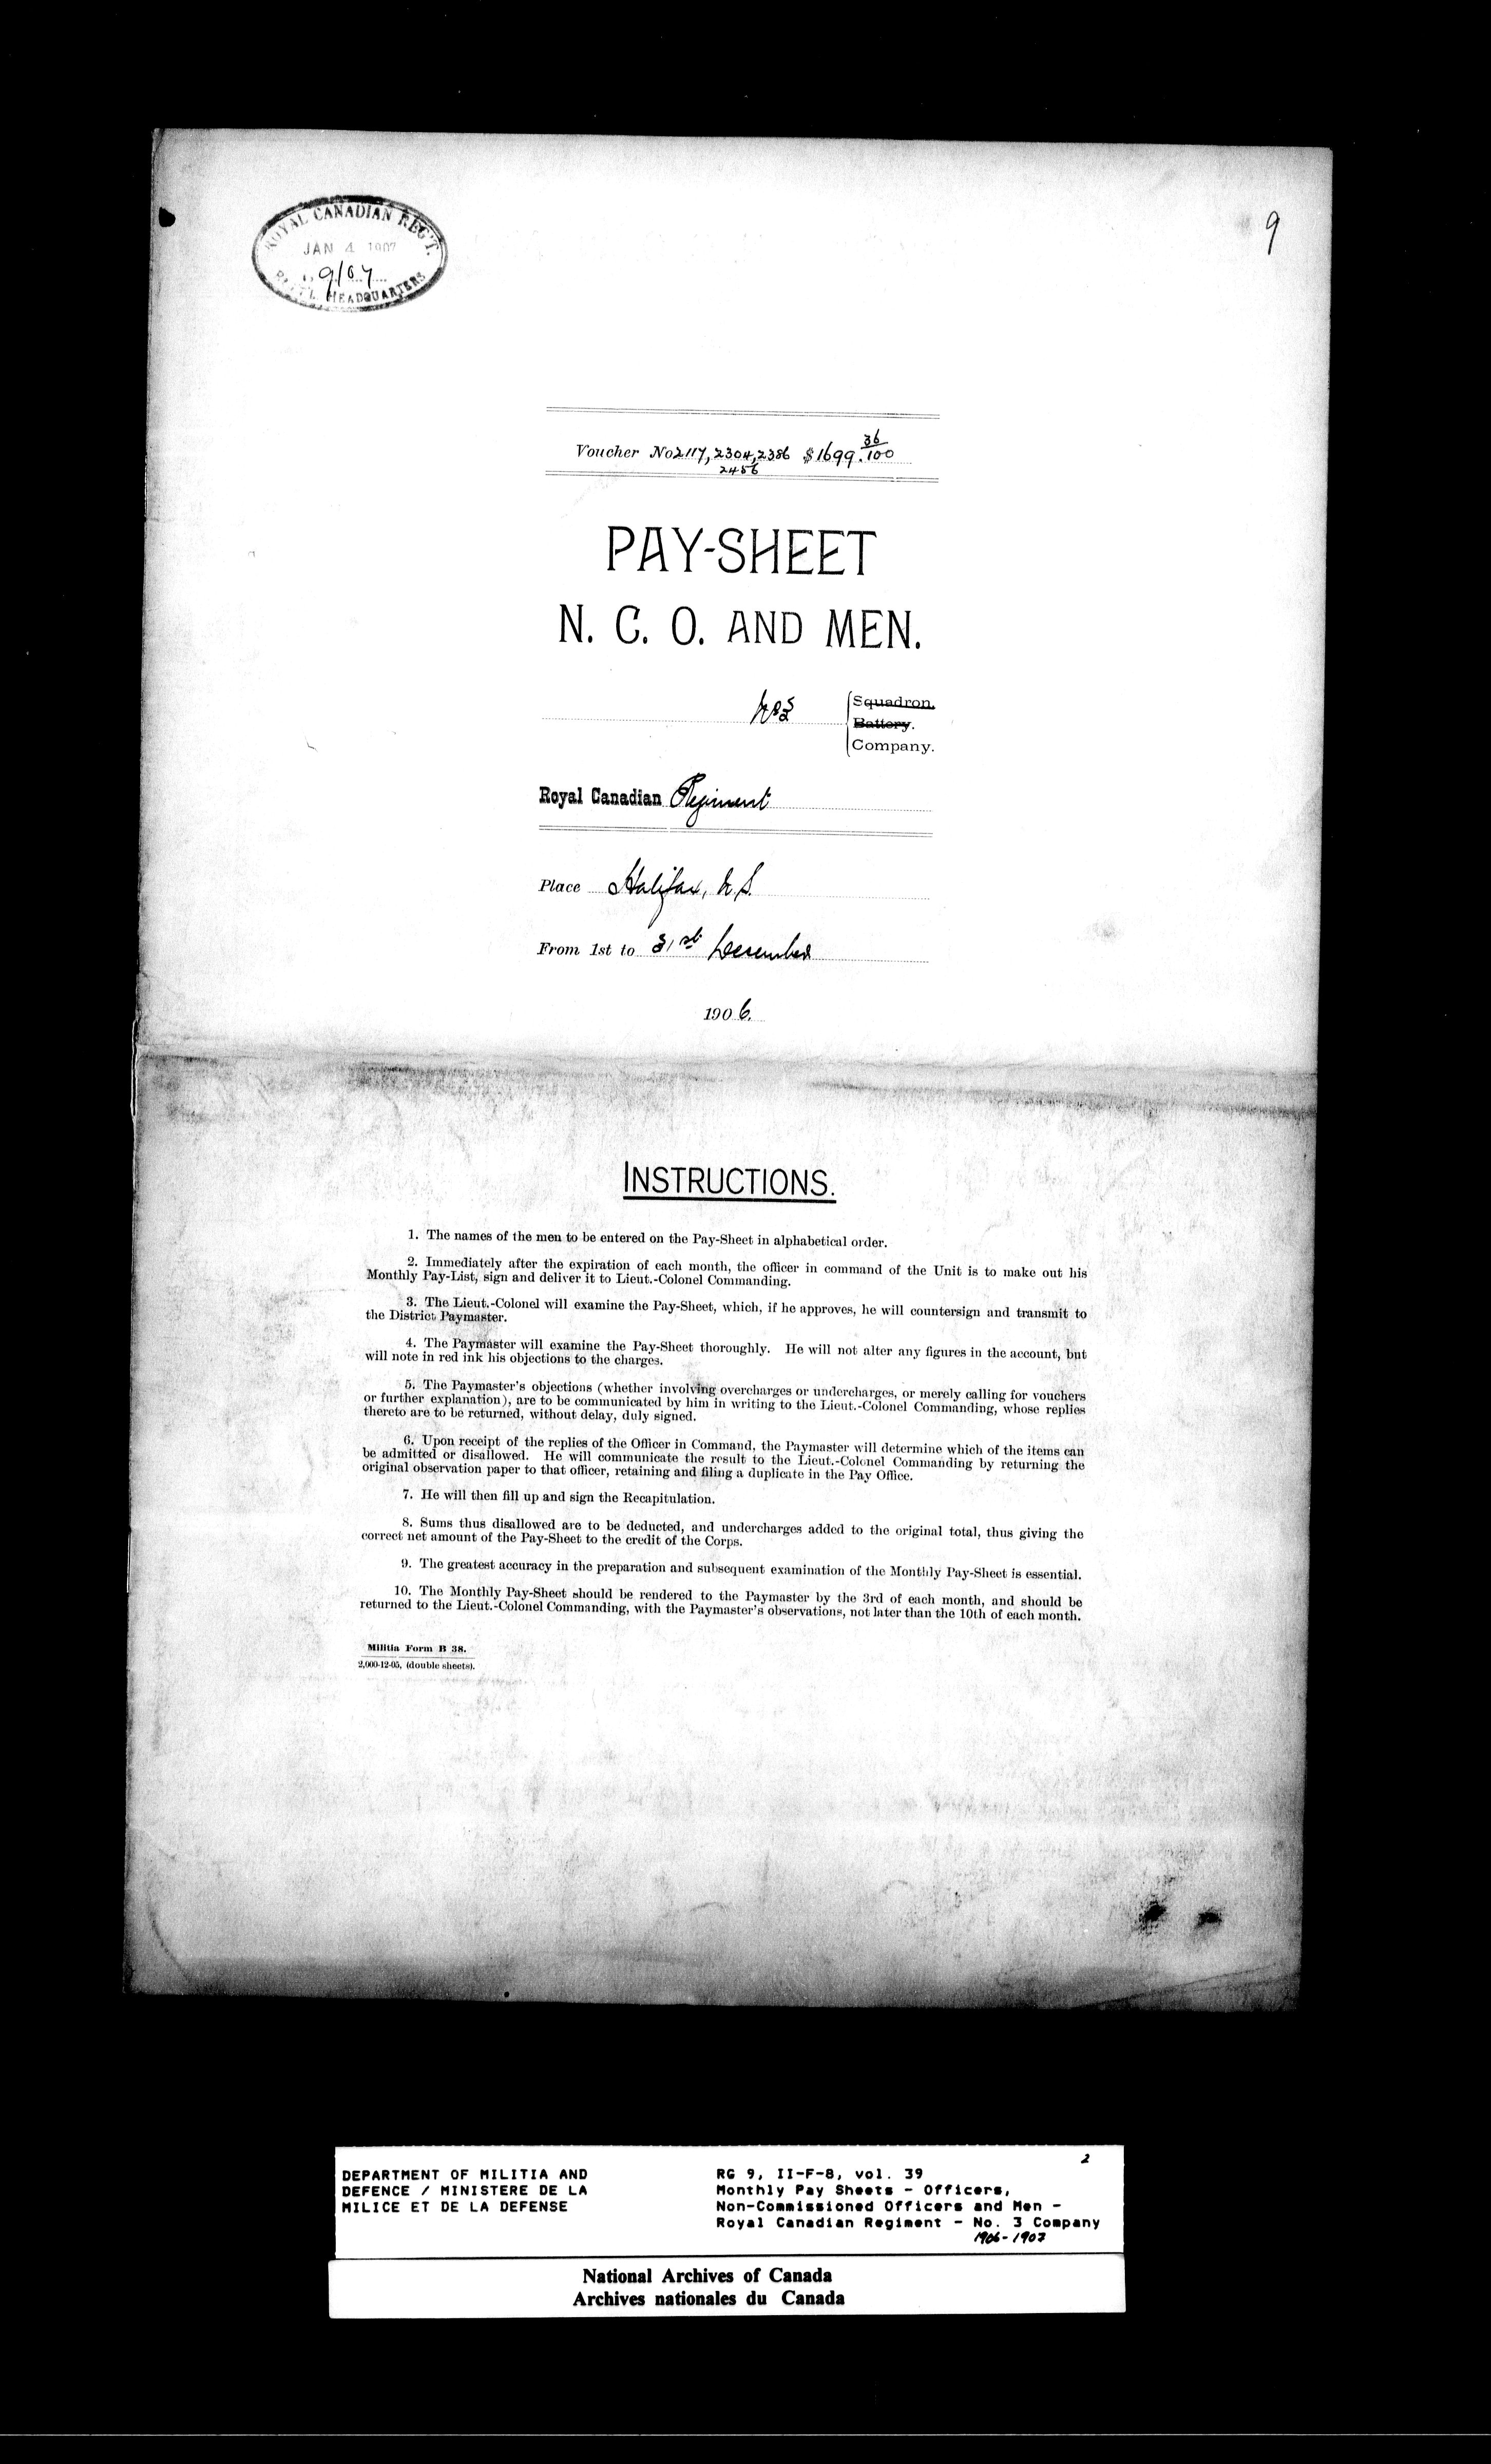 ROYAL CANADIAN REG'T.
JAN 4 1907
9/07
HEADQUARTERS
9
36
Voucher No 2117, 2304, 2386 $1699.100
2456
PAY-SHEET
N. C. O. AND MEN.
Squadron.
No 3
Battery.
Company.
Royal Canadian Regiment
Place Halifax, N.S.
From 1st to 31st December
1906.
INSTRUCTIONS.
1. The names of the men to be entered on the Pay-Sheet in alphabetical order.
2. Immediately after the expiration of each month, the officer in command of the Unit is to make out his
Monthly Pay-List, sign and deliver it to Lieut.-Colonel Commanding.
3. The Lieut.-Colonel will examine the Pay-Sheet, which, if he approves, he will countersign and transmit to
the District Paymaster.
4. The Paymaster will examine the Pay-Sheet thoroughly. He will not alter any figures in the account, but
will note in red ink his objections to the charges.
5. The Paymaster's objections (whether involving overcharges or undercharges, or merely calling for vouchers
or further explanation), are to be communicated by him in writing to the Lieut.-Colonel Commanding, whose replies
thereto are to be returned, without delay, duly signed.
6. Upon receipt of the replies of the Officer in Command, the Paymaster will determine which of the items can
be admitted or disallowed. He will communicate the result to the Lieut.-Colonel Commanding by returning the
original observation paper to that officer, retaining and filing a duplicate in the Pay Office.
7. He will then fill up and sign the Recapitulation.
8. Sums thus disallowed are to be deducted, and undercharges added to the original total, thus giving the
correct net amount of the Pay-Sheet to the credit of the Corps.
9. The greatest accuracy in the preparation and subsequent examination of the Monthly Pay-Sheet is essential.
10. The Monthly Pay-Sheet should be rendered to the Paymaster by the 3rd of each month, and should be
returned to the Lieut.-Colonel Commanding, with the Paymaster's observations, not later than the 10th of each month.
Militia Form B 38.
2,000-12-05, (double sheets).
2
DEPARTMENT OF MILITIA AND
DEFENCE / MINISTERE DE LA
MILICE ET DE LA DEFENSE
RG 9, II-F-8, vol. 39
Monthly Pay Sheets - Officers,
Non-Commissioned Officers and Men -
Royal Canadian Regiment - No. 3 Company
1906-1907
National Archives of Canada
Archives nationales du Canada